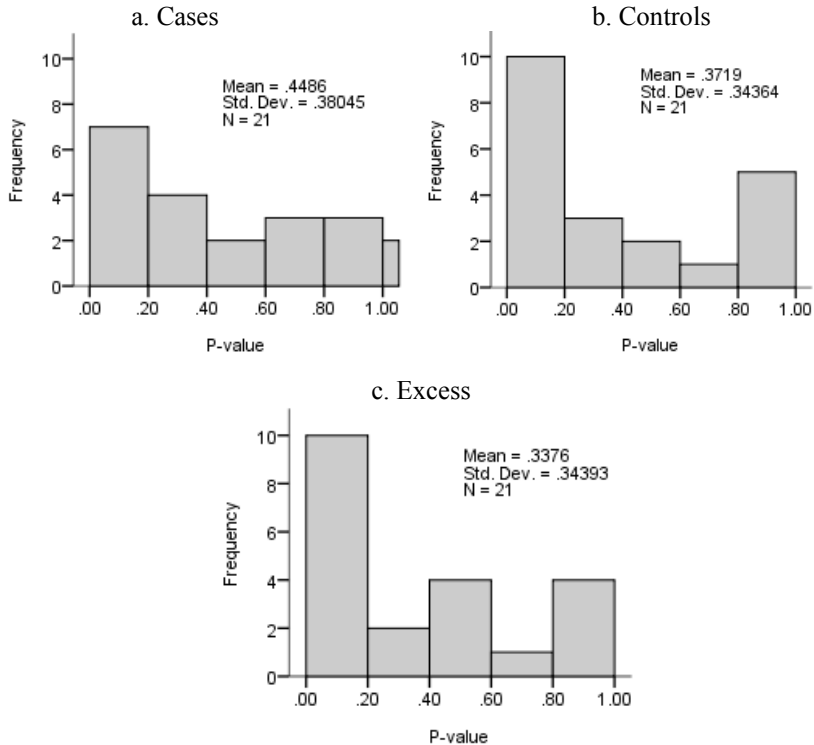 a. Cases
Mean = .4486
Std. Dev. = .38045
N = 21
Frequency
10
8
6
4
2
0
.00 .20 .40 .60 .80 1.00
P-value
b. Controls
Mean = .3719
Std. Dev. = .34364
N = 21
Frequency
10
8
6
4
2
0
.00 .20 .40 .60 .80 1.00
P-value
c. Excess
Mean = .3376
Std. Dev. = .34393
N = 21
Frequency
10
8
6
4
2
0
.00 .20 .40 .60 .80 1.00
P-value